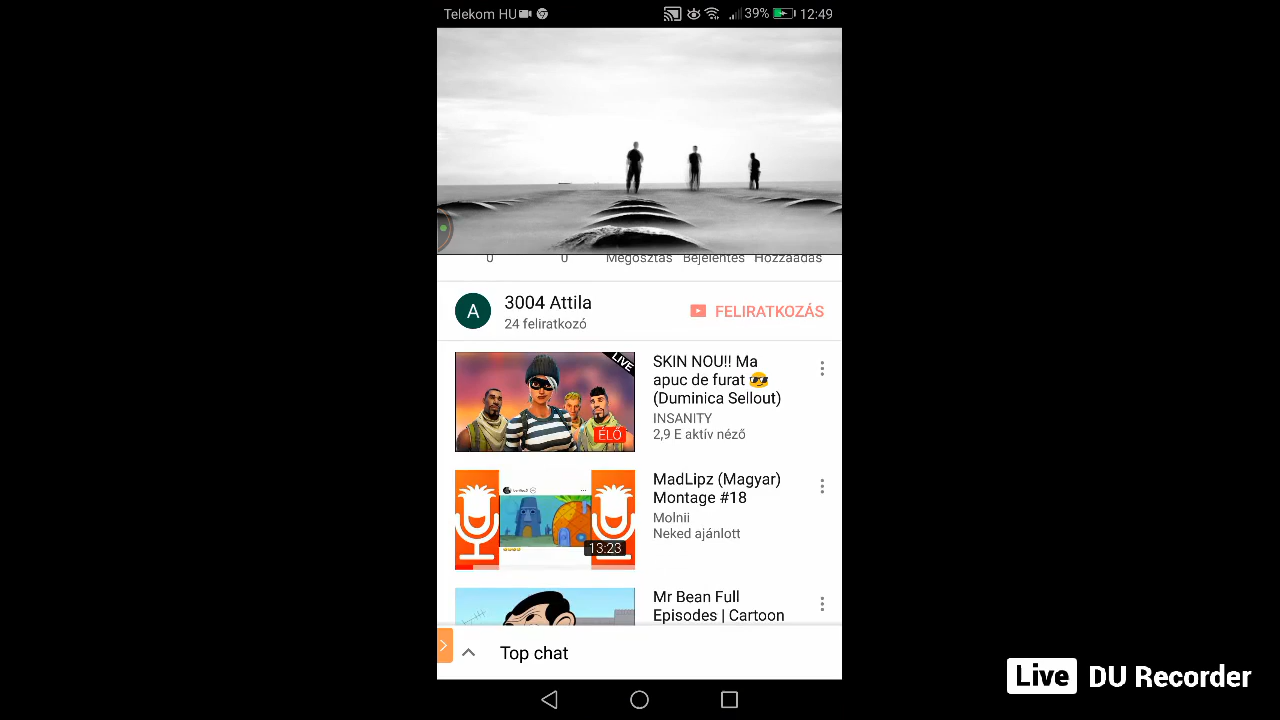 Telekom HU 39% 12:49
0 0 Megosztás Bejelentés Hozzáadás
A 3004 Attila
24 feliratkozó
FELIRATKOZÁS
LIVE
ÉLŐ
SKIN NOU!! Ma
apuc de furat 😎
(Duminica Sellout)
INSANITY
2,9 E aktív néző
13:23
MadLipz (Magyar)
Montage #18
Molnii
Neked ajánlott
Mr Bean Full
Episodes | Cartoon
Top chat
Live DU Recorder